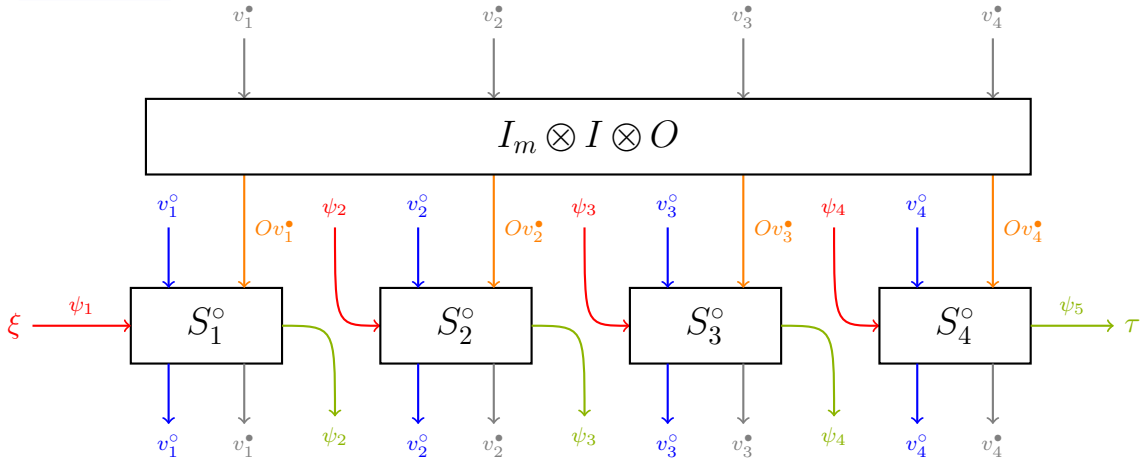 v₁• v₂• v₃• v₄•
Iₘ ⊗ I ⊗ O
v₁° Ov₁• ψ₂ v₂° Ov₂• ψ₃ v₃° Ov₃• ψ₄ v₄° Ov₄•
ξ ψ₁ S₁° S₂° S₃° S₄° ψ₅ τ
v₁° v₁• ψ₂ v₂° v₂• ψ₃ v₃° v₃• ψ₄ v₄° v₄•